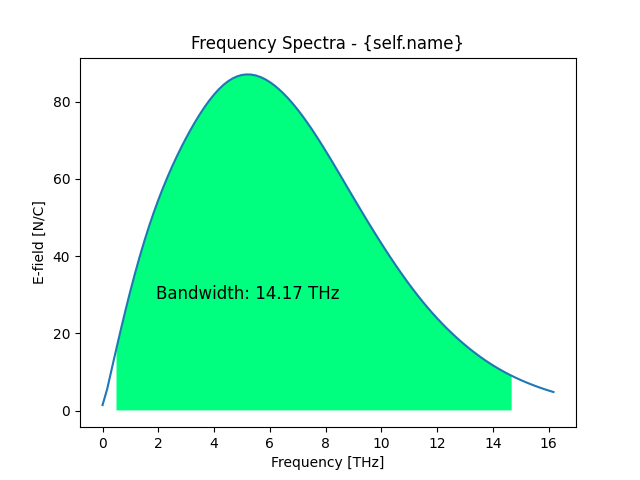 Frequency Spectra - {self.name}
E-field [N/C]
80
60
40
20
0
Bandwidth: 14.17 THz
0 2 4 6 8 10 12 14 16
Frequency [THz]